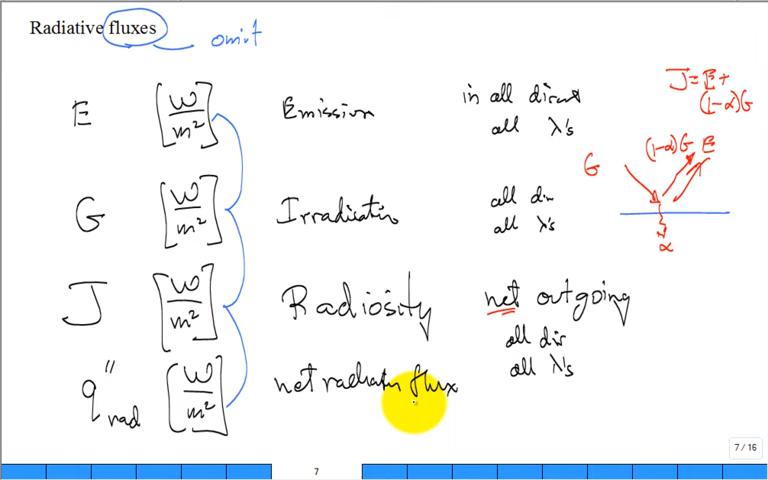 Radiative fluxes
omit
E [W/m²] Emission in all direct
all λ's
J = E +
(1-α)G
G (1-α)G E
α
G [W/m²] Irradiation all dir
all λ's
J [W/m²] Radiosity net outgoing
all dir
all λ's
q''rad [W/m²] net radiation flux
7 / 16
7